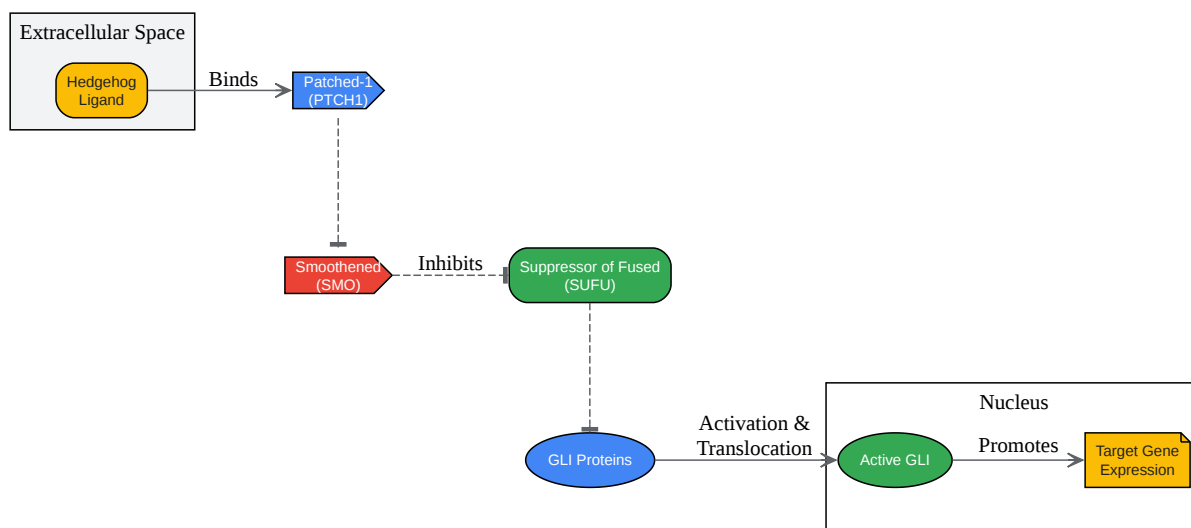 Extracellular Space
Hedgehog
Ligand
Binds
Patched-1
(PTCH1)
Smoothened
(SMO)
Inhibits
Suppressor of Fused
(SUFU)
GLI Proteins
Activation &
Translocation
Nucleus
Active GLI
Promotes
Target Gene
Expression